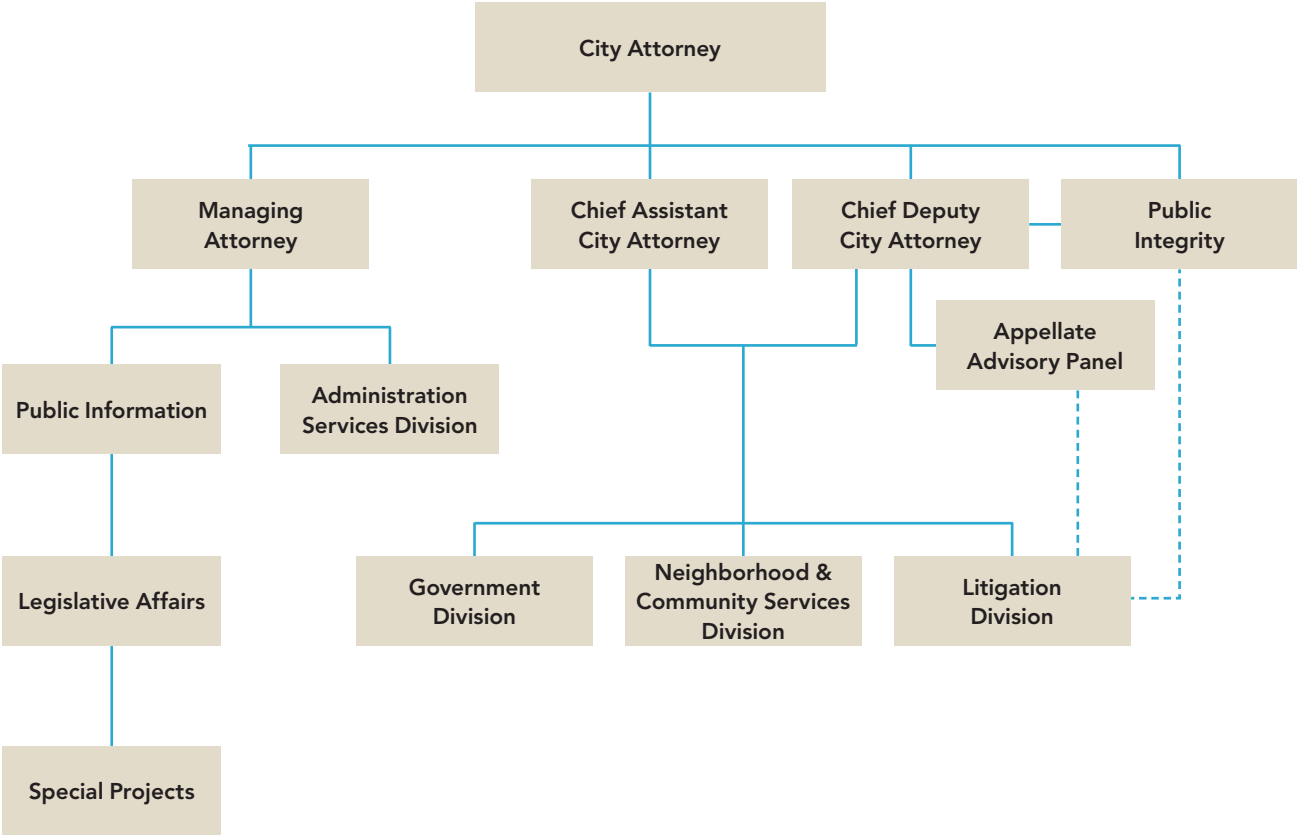 City Attorney
Managing
Attorney
Chief Assistant
City Attorney
Chief Deputy
City Attorney
Public
Integrity
Appellate
Advisory Panel
Public Information
Administration
Services Division
Legislative Affairs
Government
Division
Neighborhood &
Community Services
Division
Litigation
Division
Special Projects